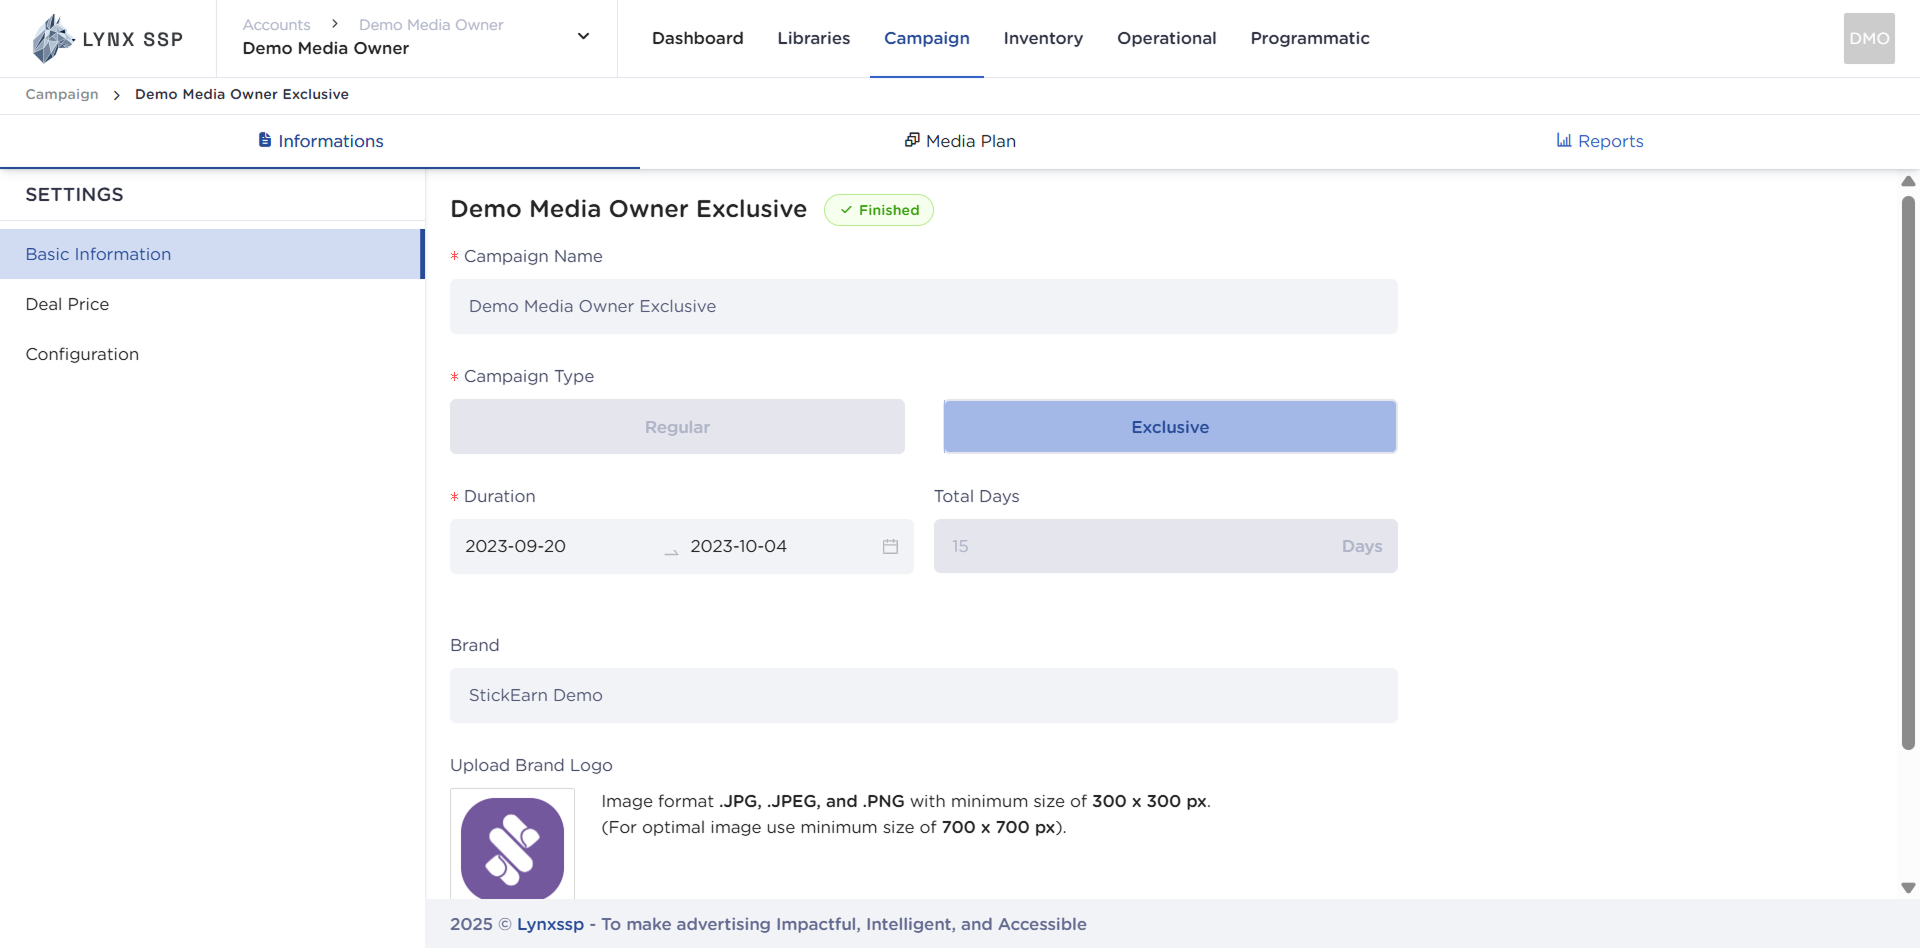 LYNX SSP
Accounts > Demo Media Owner
Demo Media Owner
Dashboard
Libraries
Campaign
Inventory
Operational
Programmatic
DMO
Campaign > Demo Media Owner Exclusive
Informations
Media Plan
Reports
SETTINGS
Basic Information
Deal Price
Configuration
Demo Media Owner Exclusive
Finished
* Campaign Name
Demo Media Owner Exclusive
* Campaign Type
Regular
Exclusive
* Duration
Total Days
2023-09-20 → 2023-10-04
15 Days
Brand
StickEarn Demo
Upload Brand Logo
Image format .JPG, .JPEG, and .PNG with minimum size of 300 x 300 px.
(For optimal image use minimum size of 700 x 700 px).
2025 © Lynxssp - To make advertising Impactful, Intelligent, and Accessible